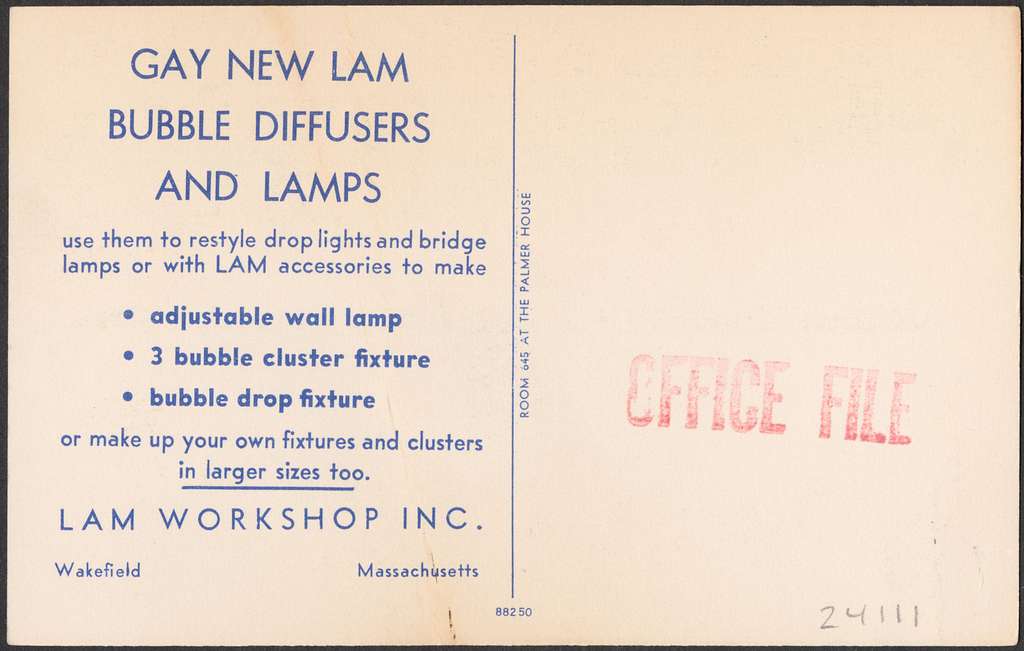 GAY NEW LAM
BUBBLE DIFFUSERS
AND LAMPS
use them to restyle drop lights and bridge
lamps or with LAM accessories to make
• adjustable wall lamp
• 3 bubble cluster fixture
• bubble drop fixture
or make up your own fixtures and clusters
in larger sizes too.
LAM WORKSHOP INC.
Wakefield Massachusetts
ROOM 645 AT THE PALMER HOUSE
88250
OFFICE FILE
24111